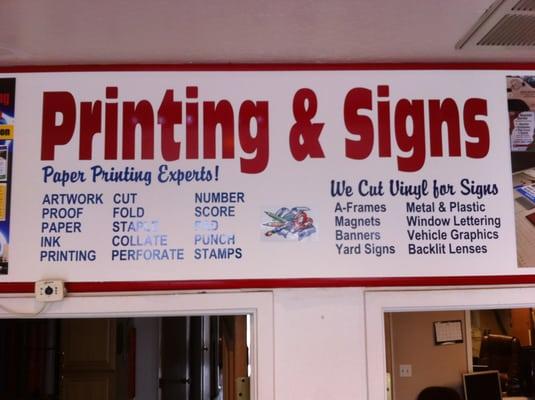 Printing & Signs
Paper Printing Experts!
ARTWORK CUT NUMBER
PROOF FOLD SCORE
PAPER STAPLE PAD
INK COLLATE PUNCH
PRINTING PERFORATE STAMPS
We Cut Vinyl for Signs
A-Frames Metal & Plastic
Magnets Window Lettering
Banners Vehicle Graphics
Yard Signs Backlit Lenses